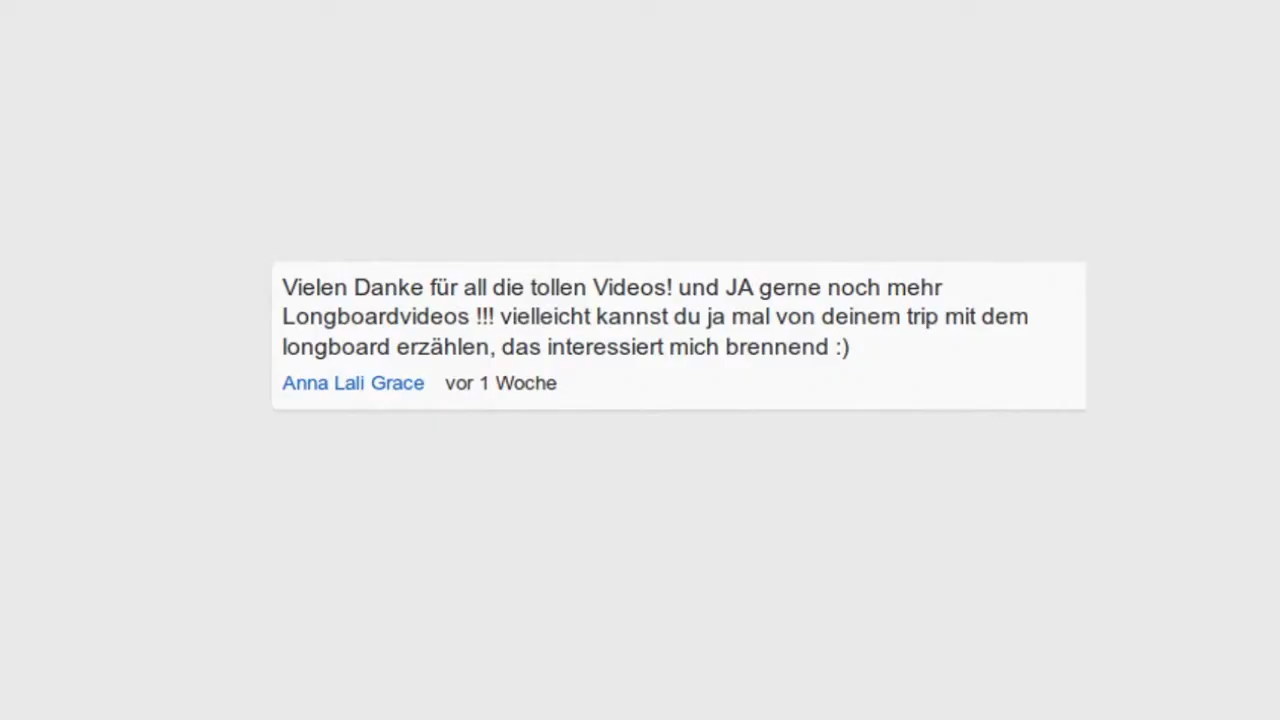 Vielen Danke für all die tollen Videos! und JA gerne noch mehr
Longboardvideos !!! vielleicht kannst du ja mal von deinem trip mit dem
longboard erzählen, das interessiert mich brennend :)
Anna Lali Grace vor 1 Woche